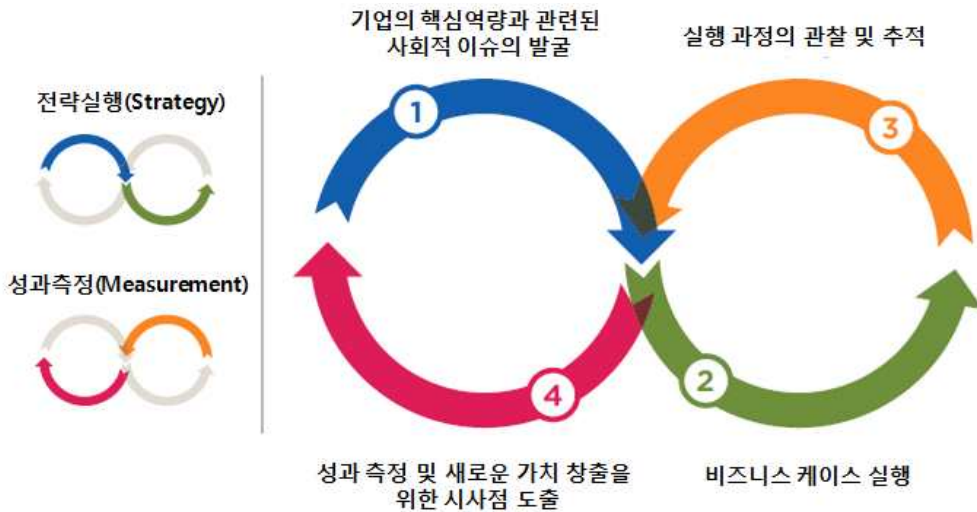 전략실행(Strategy)
성과측정(Measurement)
기업의 핵심역량과 관련된
사회적 이슈의 발굴
실행 과정의 관찰 및 추적
1
3
4
2
성과 측정 및 새로운 가치 창출을
위한 시사점 도출
비즈니스 케이스 실행